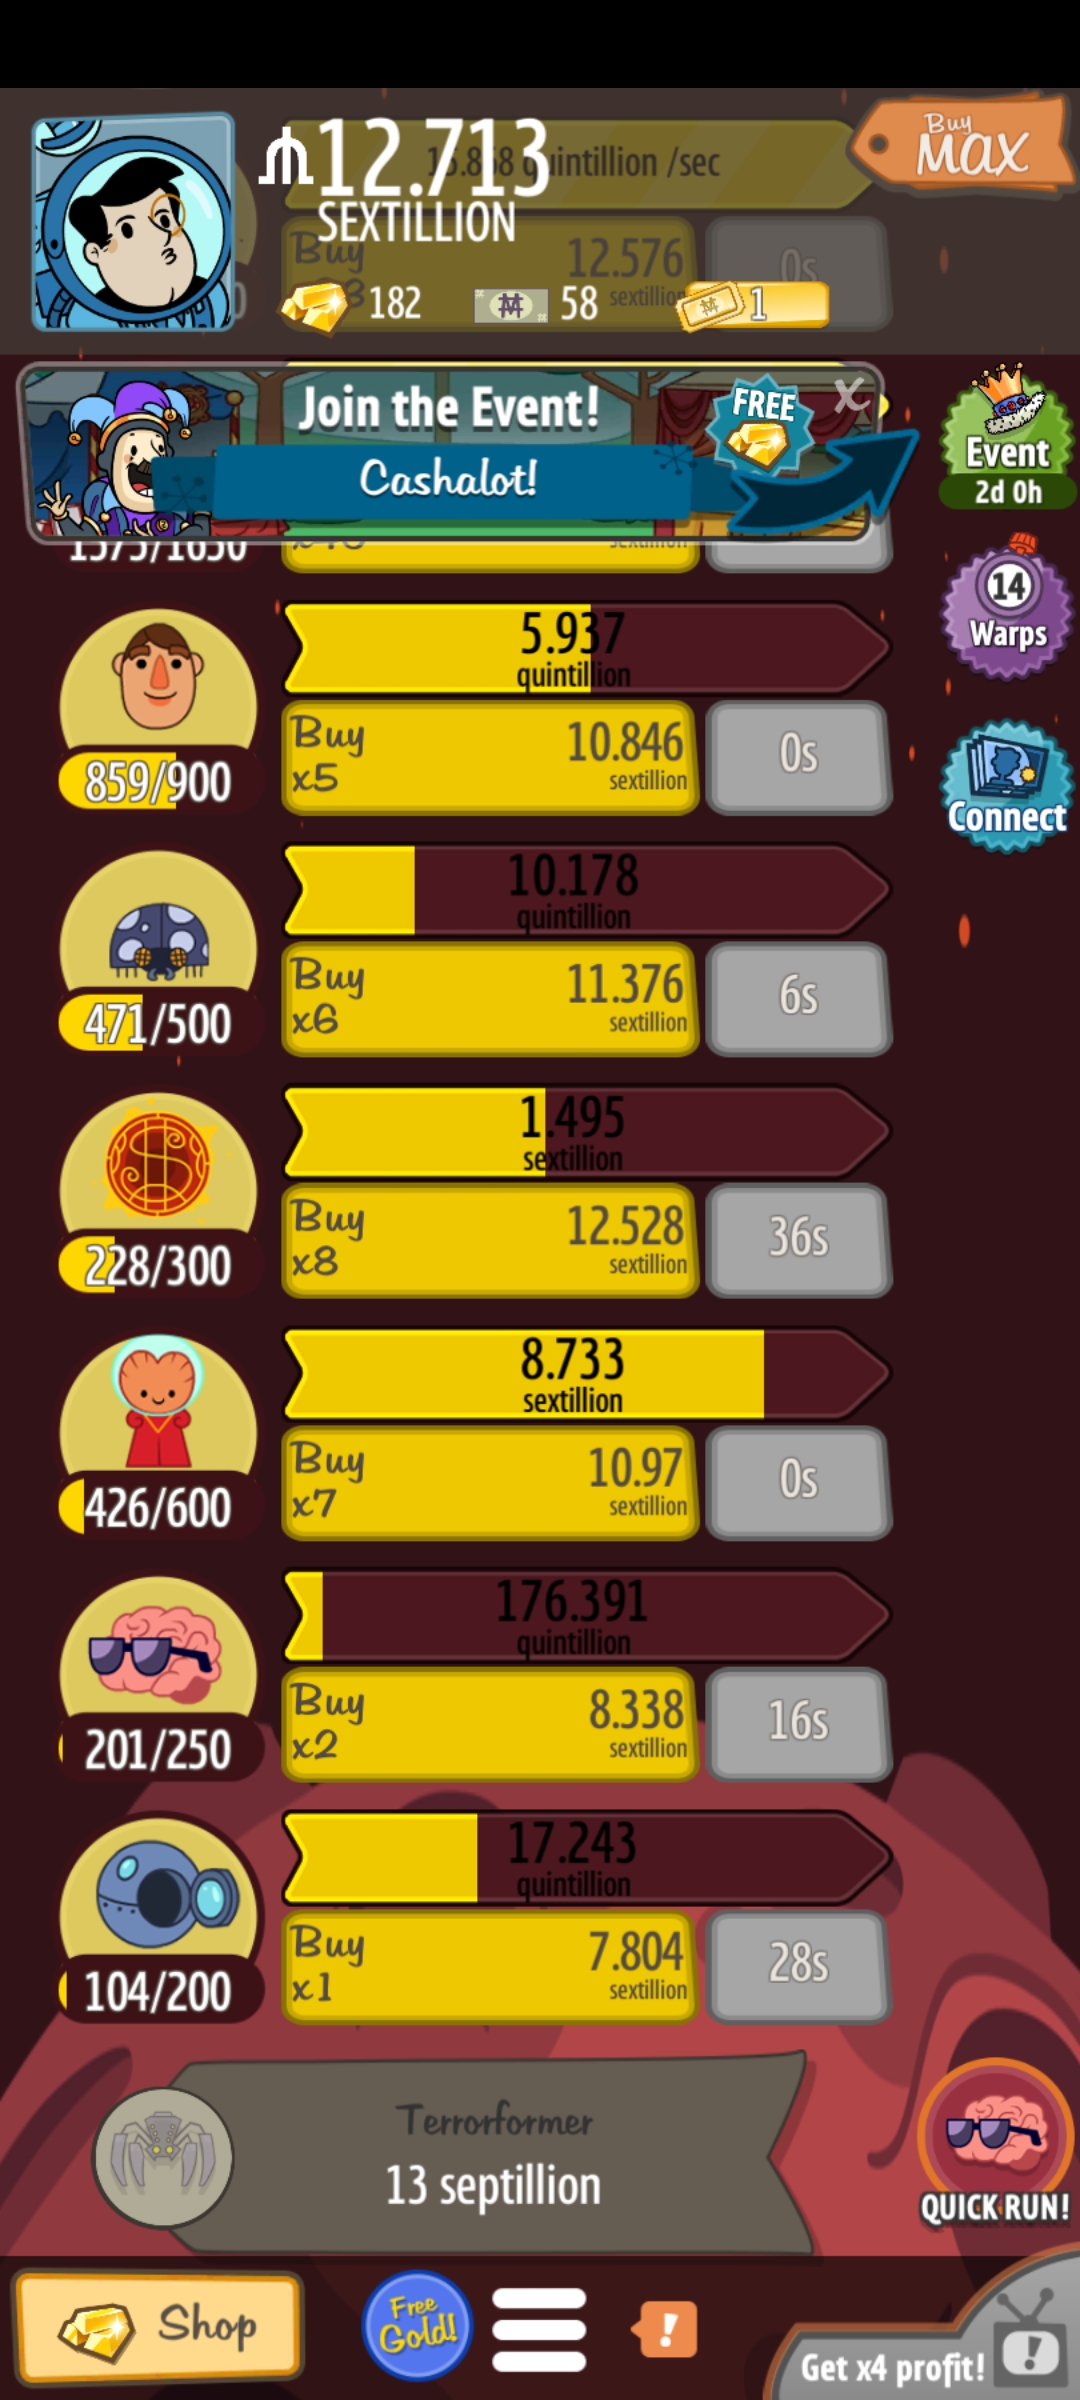 12.713
SEXTILLION
quintillion /sec
Buy
MAX
Buy
12.576
0s
182
58
1
Join the Event!
FREE
X
Cashalot!
Event
2d 0h
1575/1650
14
Warps
5.937
quintillion
859/900
Buy
x5
10.846
sextillion
0s
Connect
10.178
quintillion
471/500
Buy
x6
11.376
sextillion
6s
1.495
sextillion
228/300
Buy
x8
12.528
sextillion
36s
8.733
sextillion
426/600
Buy
x7
10.97
sextillion
0s
176.391
quintillion
201/250
Buy
x2
8.338
sextillion
16s
17.243
quintillion
104/200
Buy
x1
7.804
sextillion
28s
Terrorformer
13 septillion
QUICK RUN!
Shop
Free
Gold!
!
Get x4 profit!
!